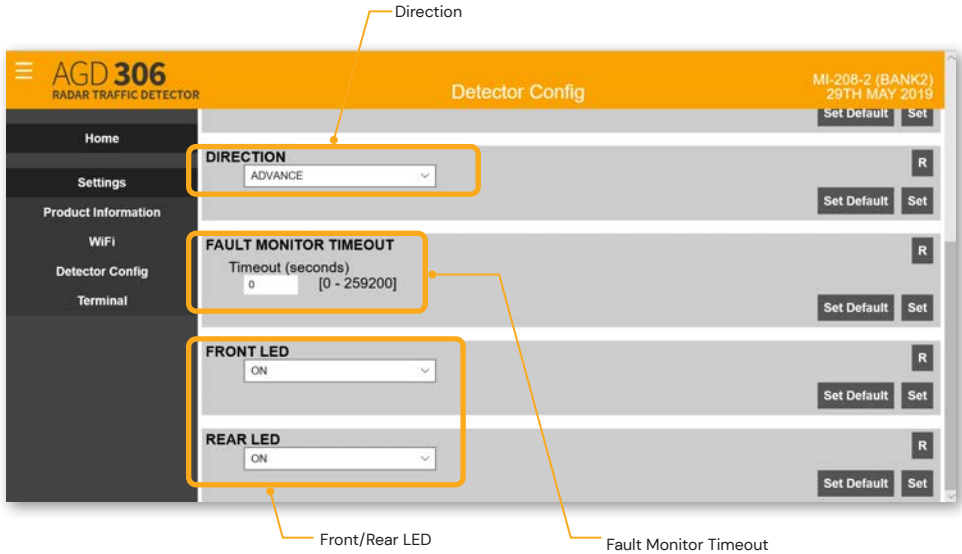 Direction
☰ AGD 306
RADAR TRAFFIC DETECTOR
Detector Config
MI-208-2 (BANK2)
29TH MAY 2019
Home
Settings
Product Information
WiFi
Detector Config
Terminal
Set Default Set
DIRECTION
R
ADVANCE
Set Default Set
FAULT MONITOR TIMEOUT
R
Timeout (seconds)
0 [0 - 259200]
Set Default Set
FRONT LED
R
ON
Set Default Set
REAR LED
R
ON
Set Default Set
Front/Rear LED
Fault Monitor Timeout